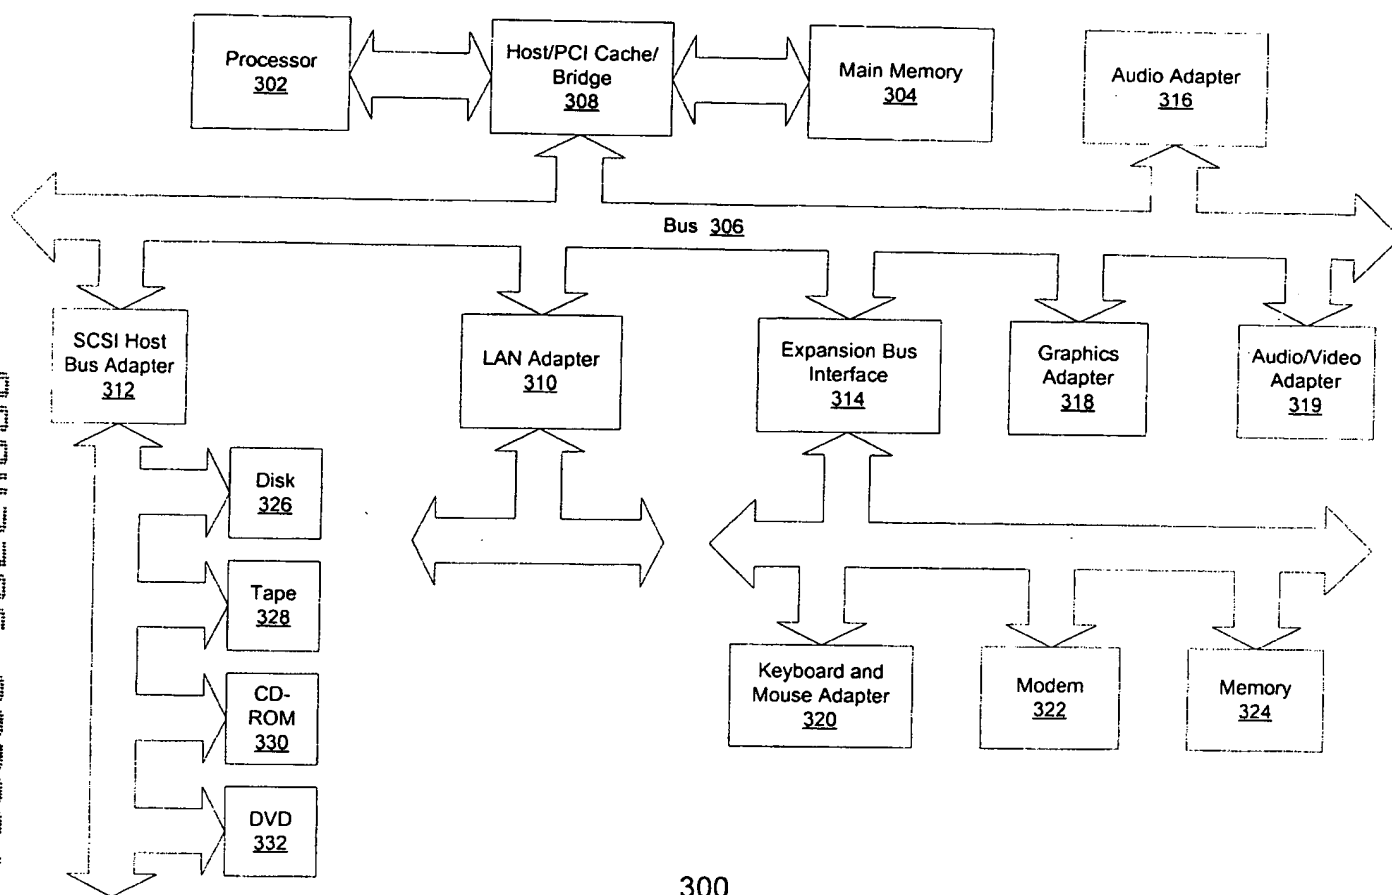 Processor
302
Host/PCI Cache/
Bridge
308
Main Memory
304
Audio Adapter
316
Bus 306
SCSI Host
Bus Adapter
312
LAN Adapter
310
Expansion Bus
Interface
314
Graphics
Adapter
318
Audio/Video
Adapter
319
Disk
326
Tape
328
CD-
ROM
330
DVD
332
Keyboard and
Mouse Adapter
320
Modem
322
Memory
324
300